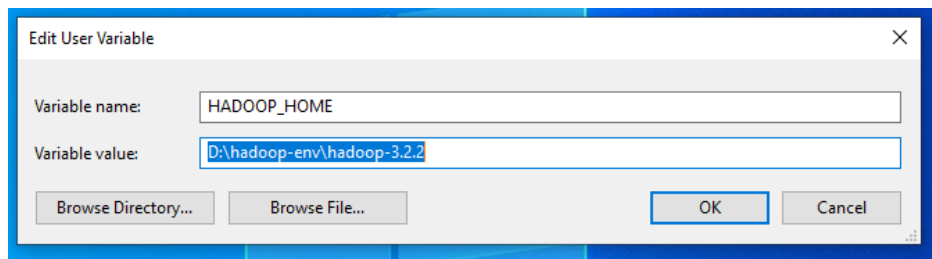 Edit User Variable
Variable name: HADOOP_HOME
Variable value: D:\hadoop-env\hadoop-3.2.2
Browse Directory... Browse File... OK Cancel